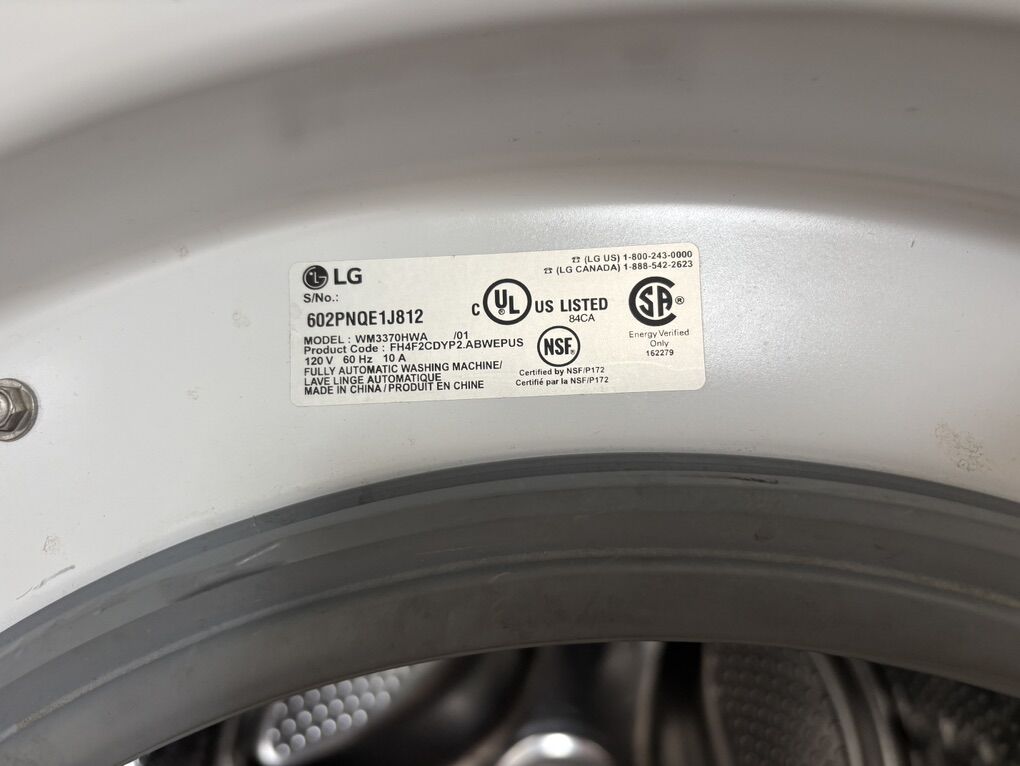 LG
S/No.:
602PNQE1J812
MODEL : WM3370HWA /01
Product Code : FH4F2CDYP2.ABWEPUS
120 V 60 Hz 10 A
FULLY AUTOMATIC WASHING MACHINE/
LAVE LINGE AUTOMATIQUE
MADE IN CHINA / PRODUIT EN CHINE
☎ (LG US) 1-800-243-0000
☎ (LG CANADA) 1-888-542-2623
C UL ® US LISTED
84CA
NSF®
Certified by NSF/P172
Certifié par la NSF/P172
SA ®
Energy Verified
Only
162279